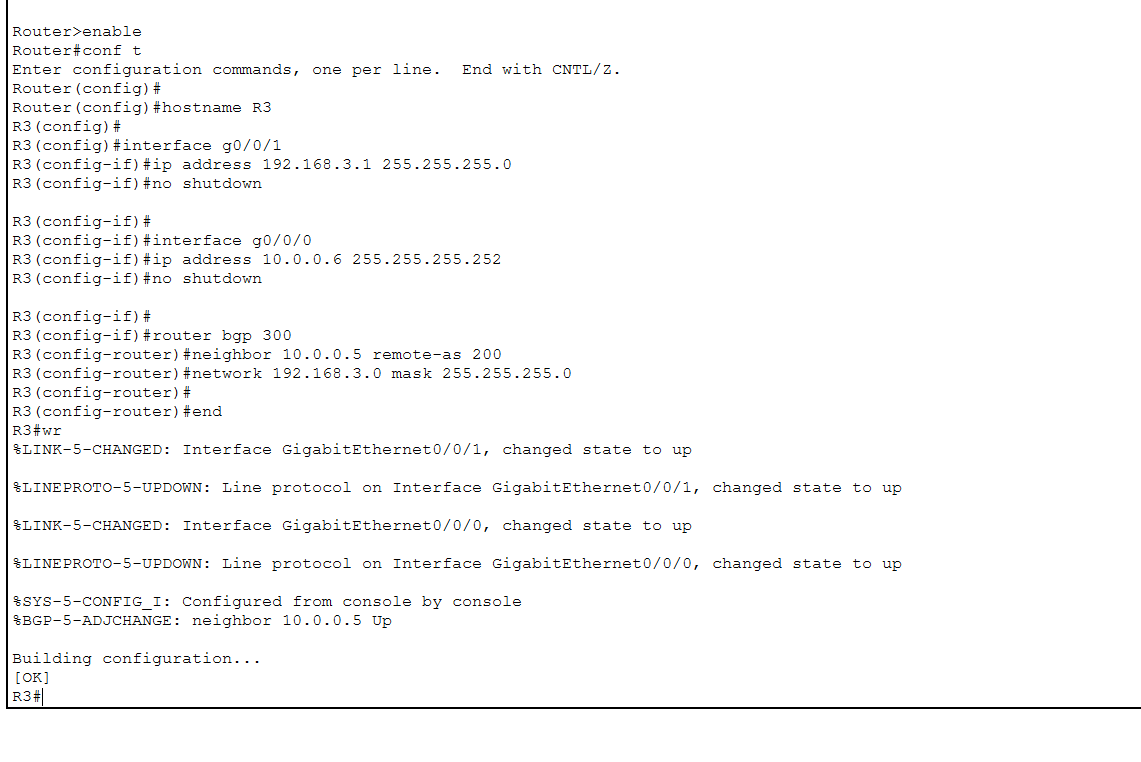 Router>enable
Router#conf t
Enter configuration commands, one per line.  End with CNTL/Z.
Router(config)#
Router(config)#hostname R3
R3(config)#
R3(config)#interface g0/0/1
R3(config-if)#ip address 192.168.3.1 255.255.255.0
R3(config-if)#no shutdown
R3(config-if)#
R3(config-if)#interface g0/0/0
R3(config-if)#ip address 10.0.0.6 255.255.255.252
R3(config-if)#no shutdown
R3(config-if)#
R3(config-if)#router bgp 300
R3(config-router)#neighbor 10.0.0.5 remote-as 200
R3(config-router)#network 192.168.3.0 mask 255.255.255.0
R3(config-router)#
R3(config-router)#end
R3#wr
%LINK-5-CHANGED: Interface GigabitEthernet0/0/1, changed state to up
%LINEPROTO-5-UPDOWN: Line protocol on Interface GigabitEthernet0/0/1, changed state to up
%LINK-5-CHANGED: Interface GigabitEthernet0/0/0, changed state to up
%LINEPROTO-5-UPDOWN: Line protocol on Interface GigabitEthernet0/0/0, changed state to up
%SYS-5-CONFIG_I: Configured from console by console
%BGP-5-ADJCHANGE: neighbor 10.0.0.5 Up
Building configuration...
[OK]
R3#